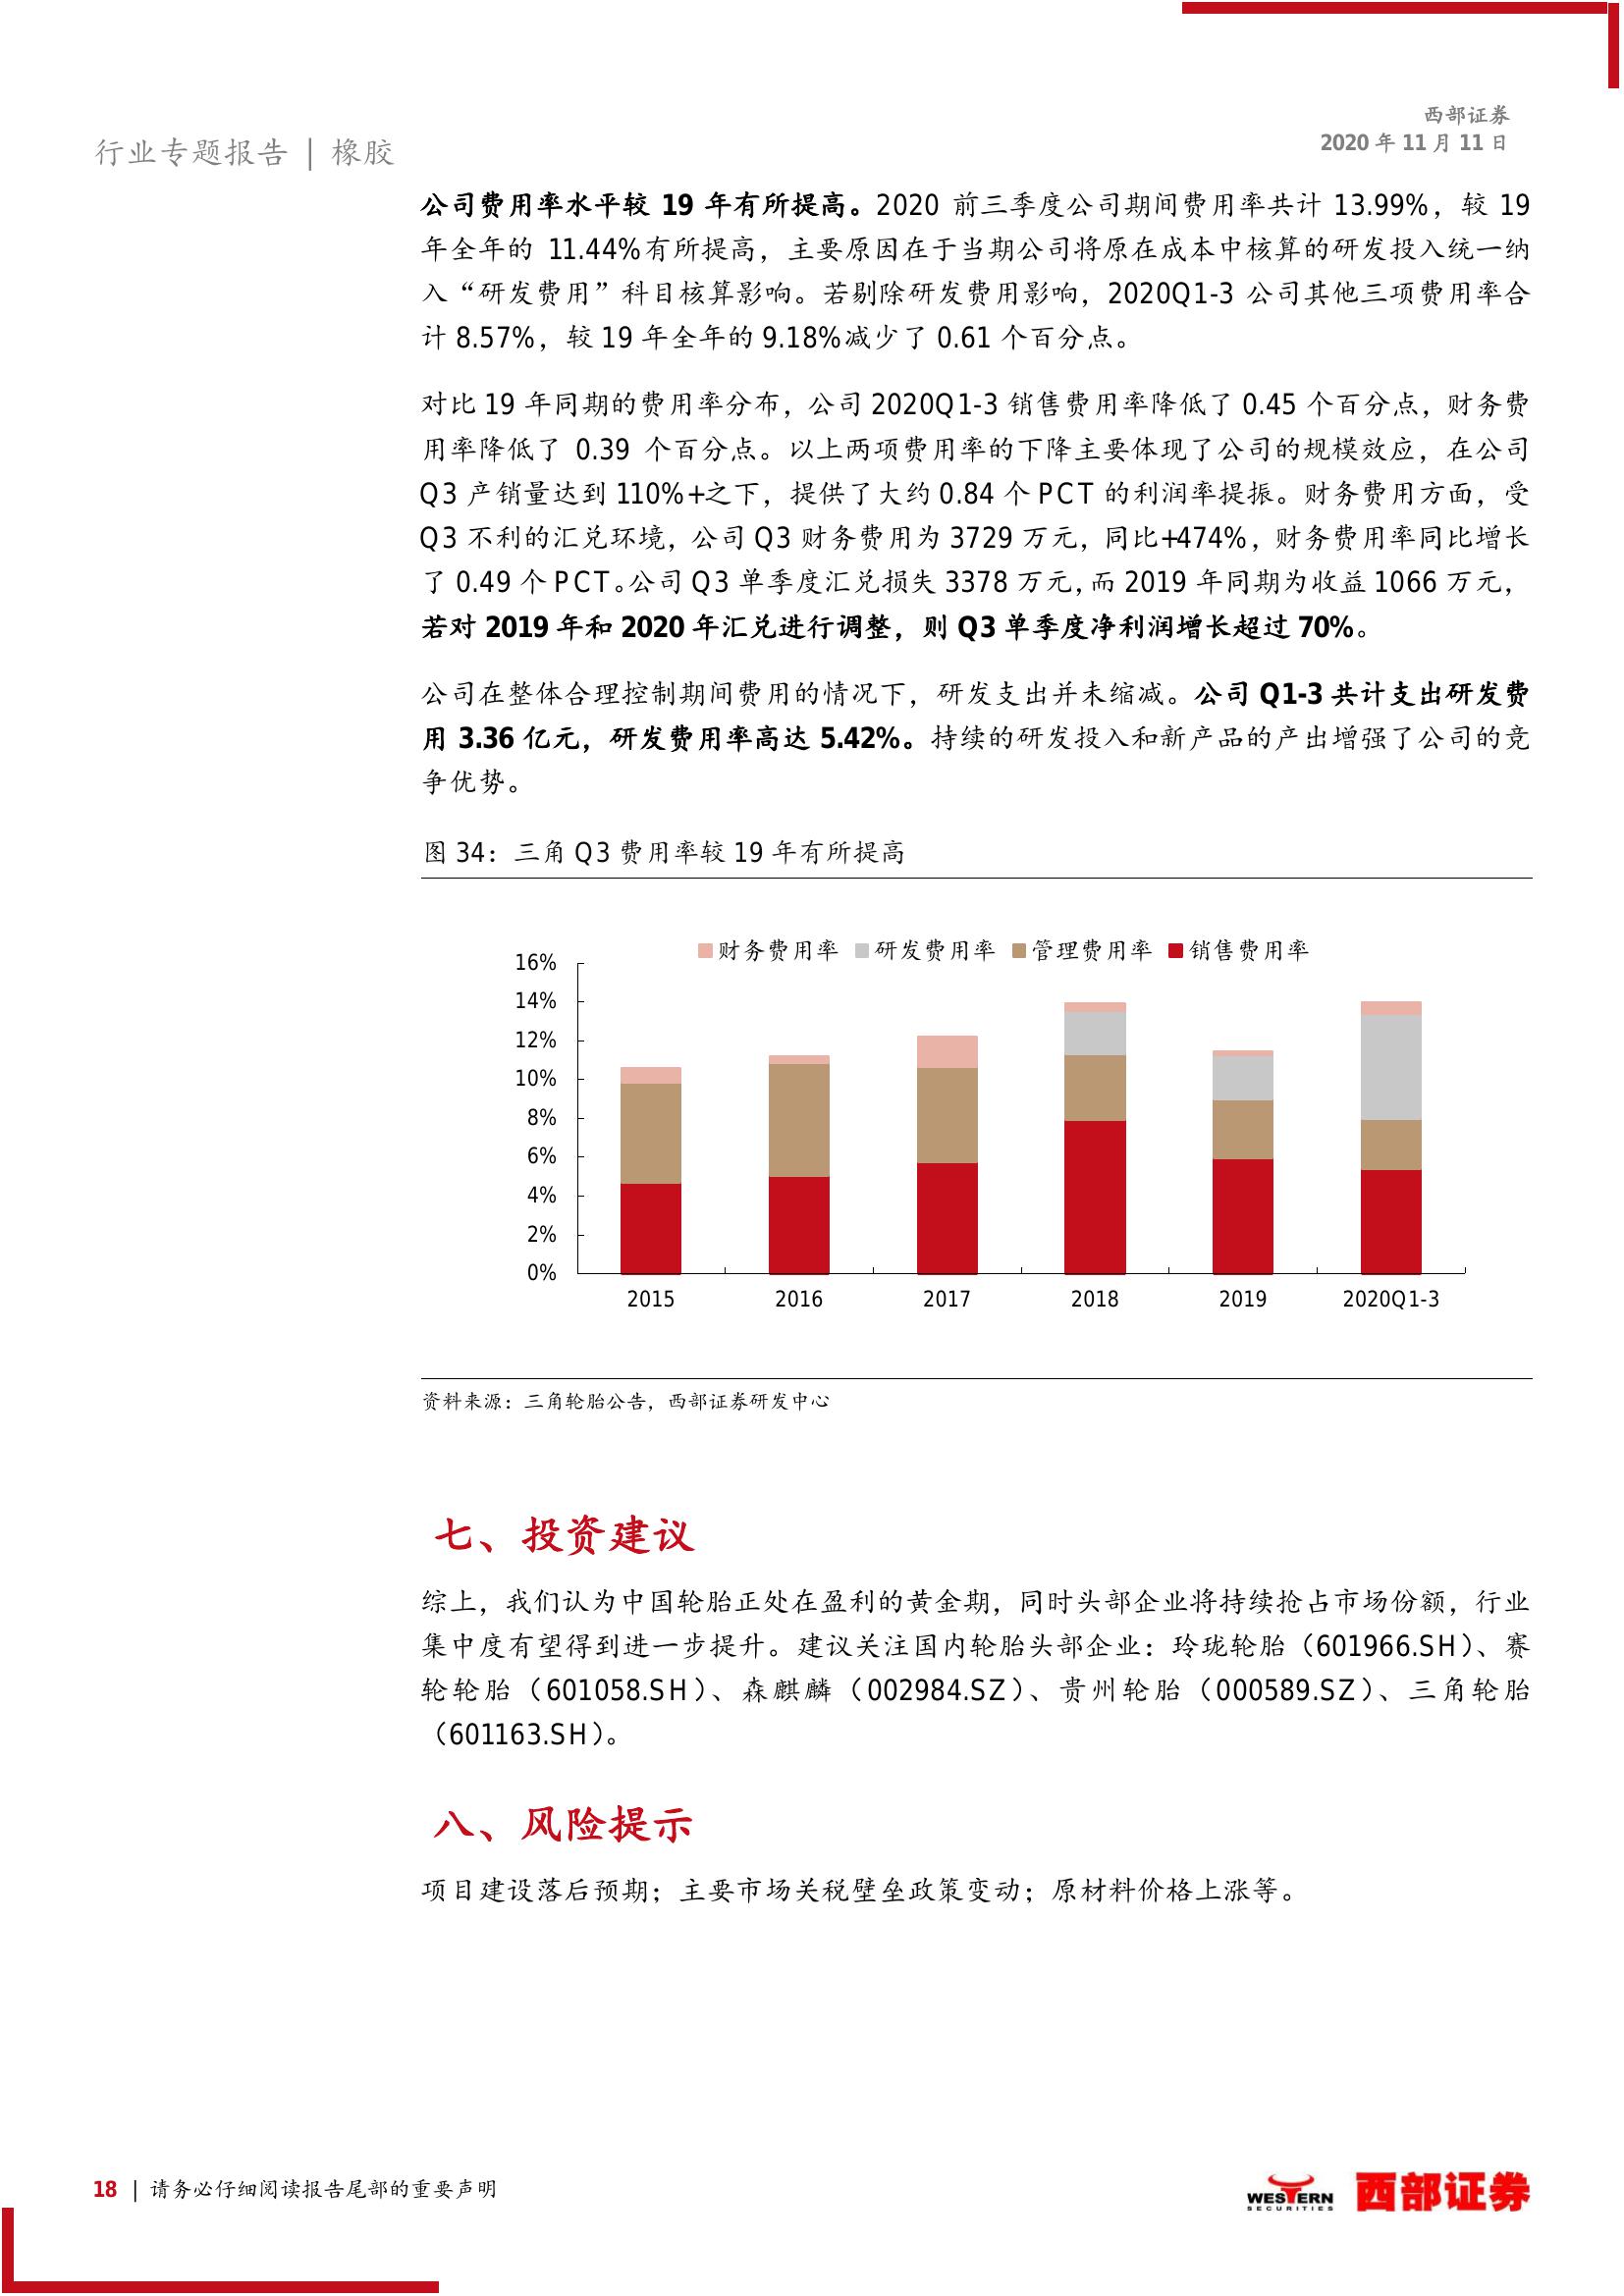 西部证券
2020 年 11 月 11 日
行业专题报告 | 橡胶
公司费用率水平较 19 年有所提高。2020 前三季度公司期间费用率共计 13.99%，较 19
年全年的 11.44%有所提高，主要原因在于当期公司将原在成本中核算的研发投入统一纳
入“研发费用”科目核算影响。若剔除研发费用影响，2020Q1-3 公司其他三项费用率合
计 8.57%，较 19 年全年的 9.18%减少了 0.61 个百分点。
对比 19 年同期的费用率分布，公司 2020Q1-3 销售费用率降低了 0.45 个百分点，财务费
用率降低了 0.39 个百分点。以上两项费用率的下降主要体现了公司的规模效应，在公司
Q3 产销量达到 110%+之下，提供了大约 0.84 个 PCT 的利润率提振。财务费用方面，受
Q3 不利的汇兑环境，公司 Q3 财务费用为 3729 万元，同比+474%，财务费用率同比增长
了 0.49 个 PCT。公司 Q3 单季度汇兑损失 3378 万元，而 2019 年同期为收益 1066 万元，
若对 2019 年和 2020 年汇兑进行调整，则 Q3 单季度净利润增长超过 70%。
公司在整体合理控制期间费用的情况下，研发支出并未缩减。公司 Q1-3 共计支出研发费
用 3.36 亿元，研发费用率高达 5.42%。持续的研发投入和新产品的产出增强了公司的竞
争优势。
图 34：三角 Q3 费用率较 19 年有所提高
财务费用率 研发费用率 管理费用率 销售费用率
16%
14%
12%
10%
8%
6%
4%
2%
0%
2015 2016 2017 2018 2019 2020Q1-3
资料来源：三角轮胎公告，西部证券研发中心
七、投资建议
综上，我们认为中国轮胎正处在盈利的黄金期，同时头部企业将持续抢占市场份额，行业
集中度有望得到进一步提升。建议关注国内轮胎头部企业：玲珑轮胎（601966.SH）、赛
轮轮胎（601058.SH）、森麒麟（002984.SZ）、贵州轮胎（000589.SZ）、三角轮胎
（601163.SH）。
八、风险提示
项目建设落后预期；主要市场关税壁垒政策变动；原材料价格上涨等。
18 | 请务必仔细阅读报告尾部的重要声明
WESTERN
SECURITIES
西部证券